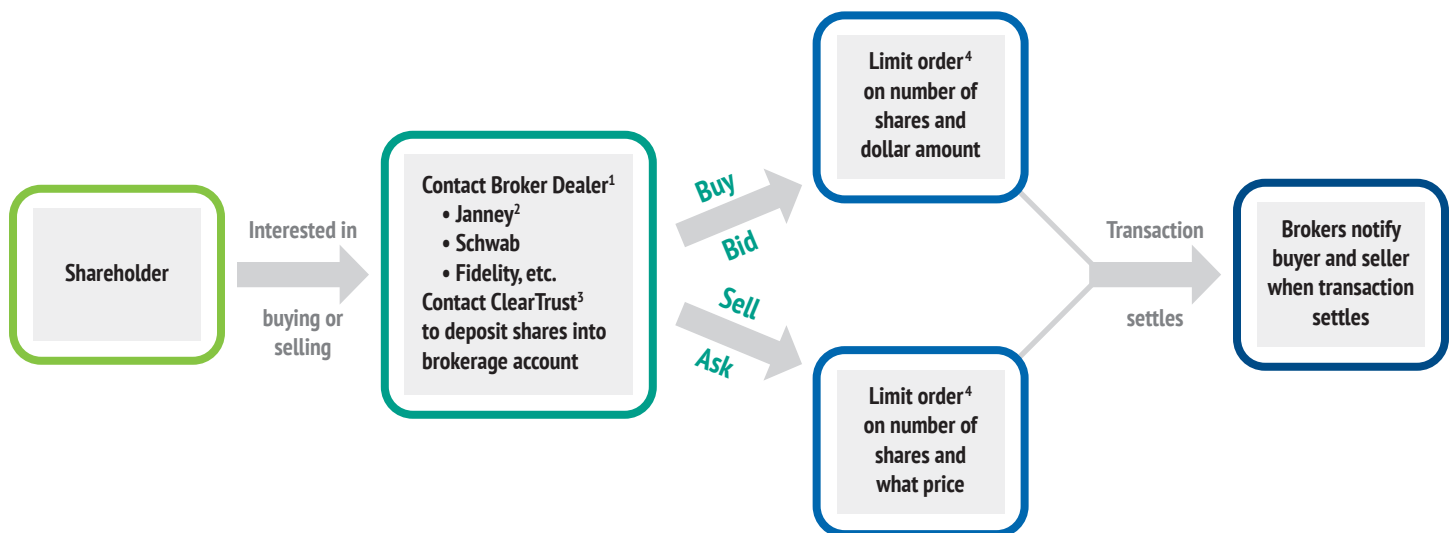 Shareholder
Interested in
buying or
selling
Contact Broker Dealer¹
• Janney²
• Schwab
• Fidelity, etc.
Contact ClearTrust³
to deposit shares into
brokerage account
Buy
Bid
Sell
Ask
Limit order⁴
on number of
shares and
dollar amount
Limit order⁴
on number of
shares and
what price
Transaction
settles
Brokers notify
buyer and seller
when transaction
settles